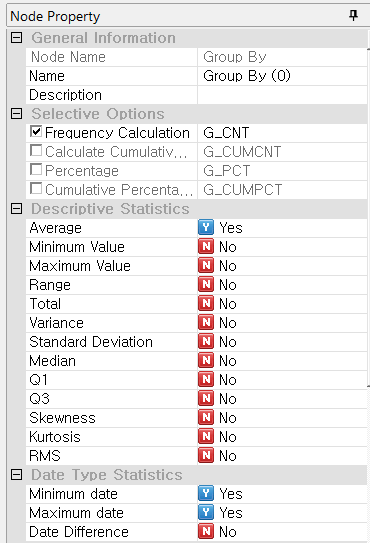 Node Property
General Information
Node Name Group By
Name Group By (0)
Description
Selective Options
Frequency Calculation G_CNT
Calculate Cumulativ... G_CUMCNT
Percentage G_PCT
Cumulative Percenta... G_CUMPCT
Descriptive Statistics
Average Y Yes
Minimum Value N No
Maximum Value N No
Range N No
Total N No
Variance N No
Standard Deviation N No
Median N No
Q1 N No
Q3 N No
Skewness N No
Kurtosis N No
RMS N No
Date Type Statistics
Minimum date Y Yes
Maximum date Y Yes
Date Difference N No